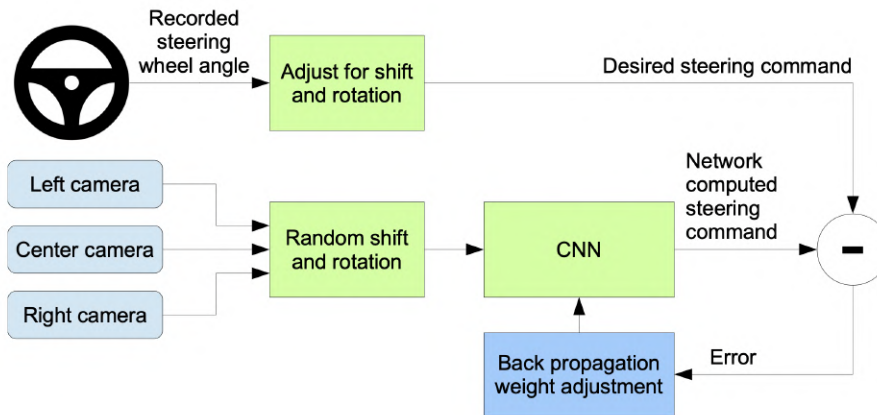 Recorded
steering
wheel angle
Adjust for shift
and rotation
Desired steering command
Left camera
Center camera
Right camera
Random shift
and rotation
CNN
Network
computed
steering
command
-
Back propagation
weight adjustment
Error